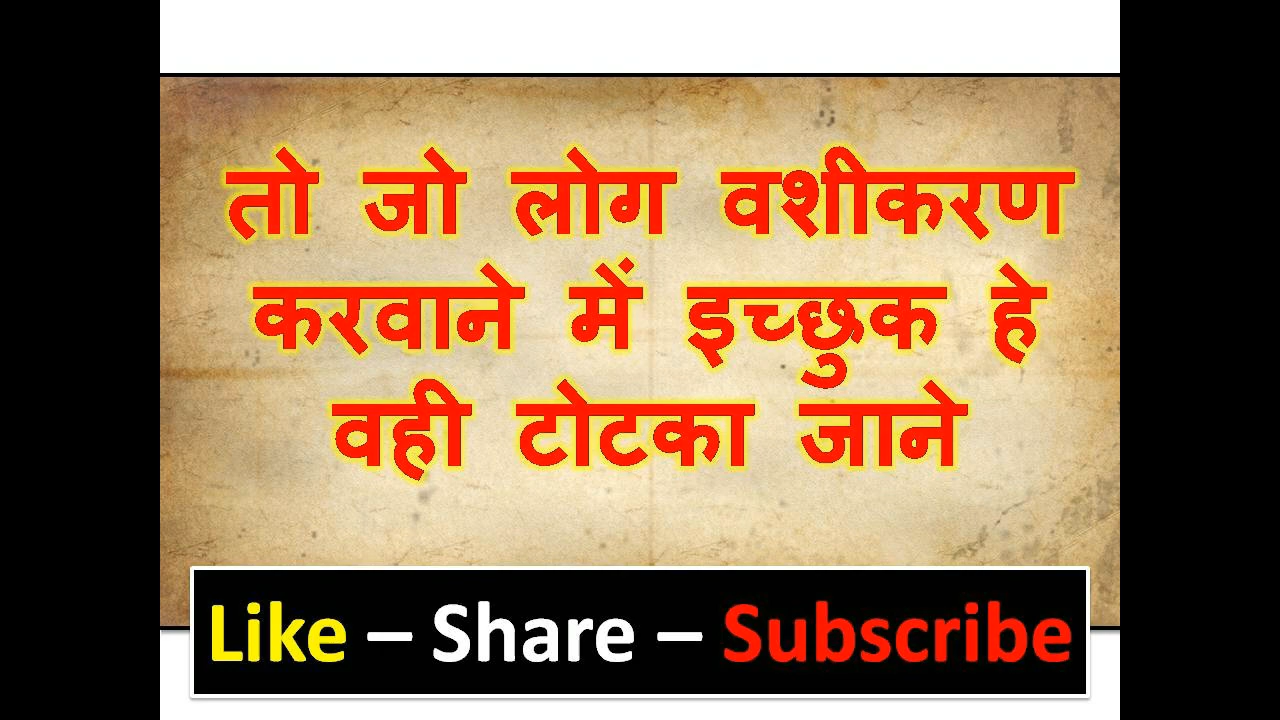 तो जो लोग वशीकरण
करवाने में इच्छुक हे
वही टोटका जाने
Like – Share – Subscribe